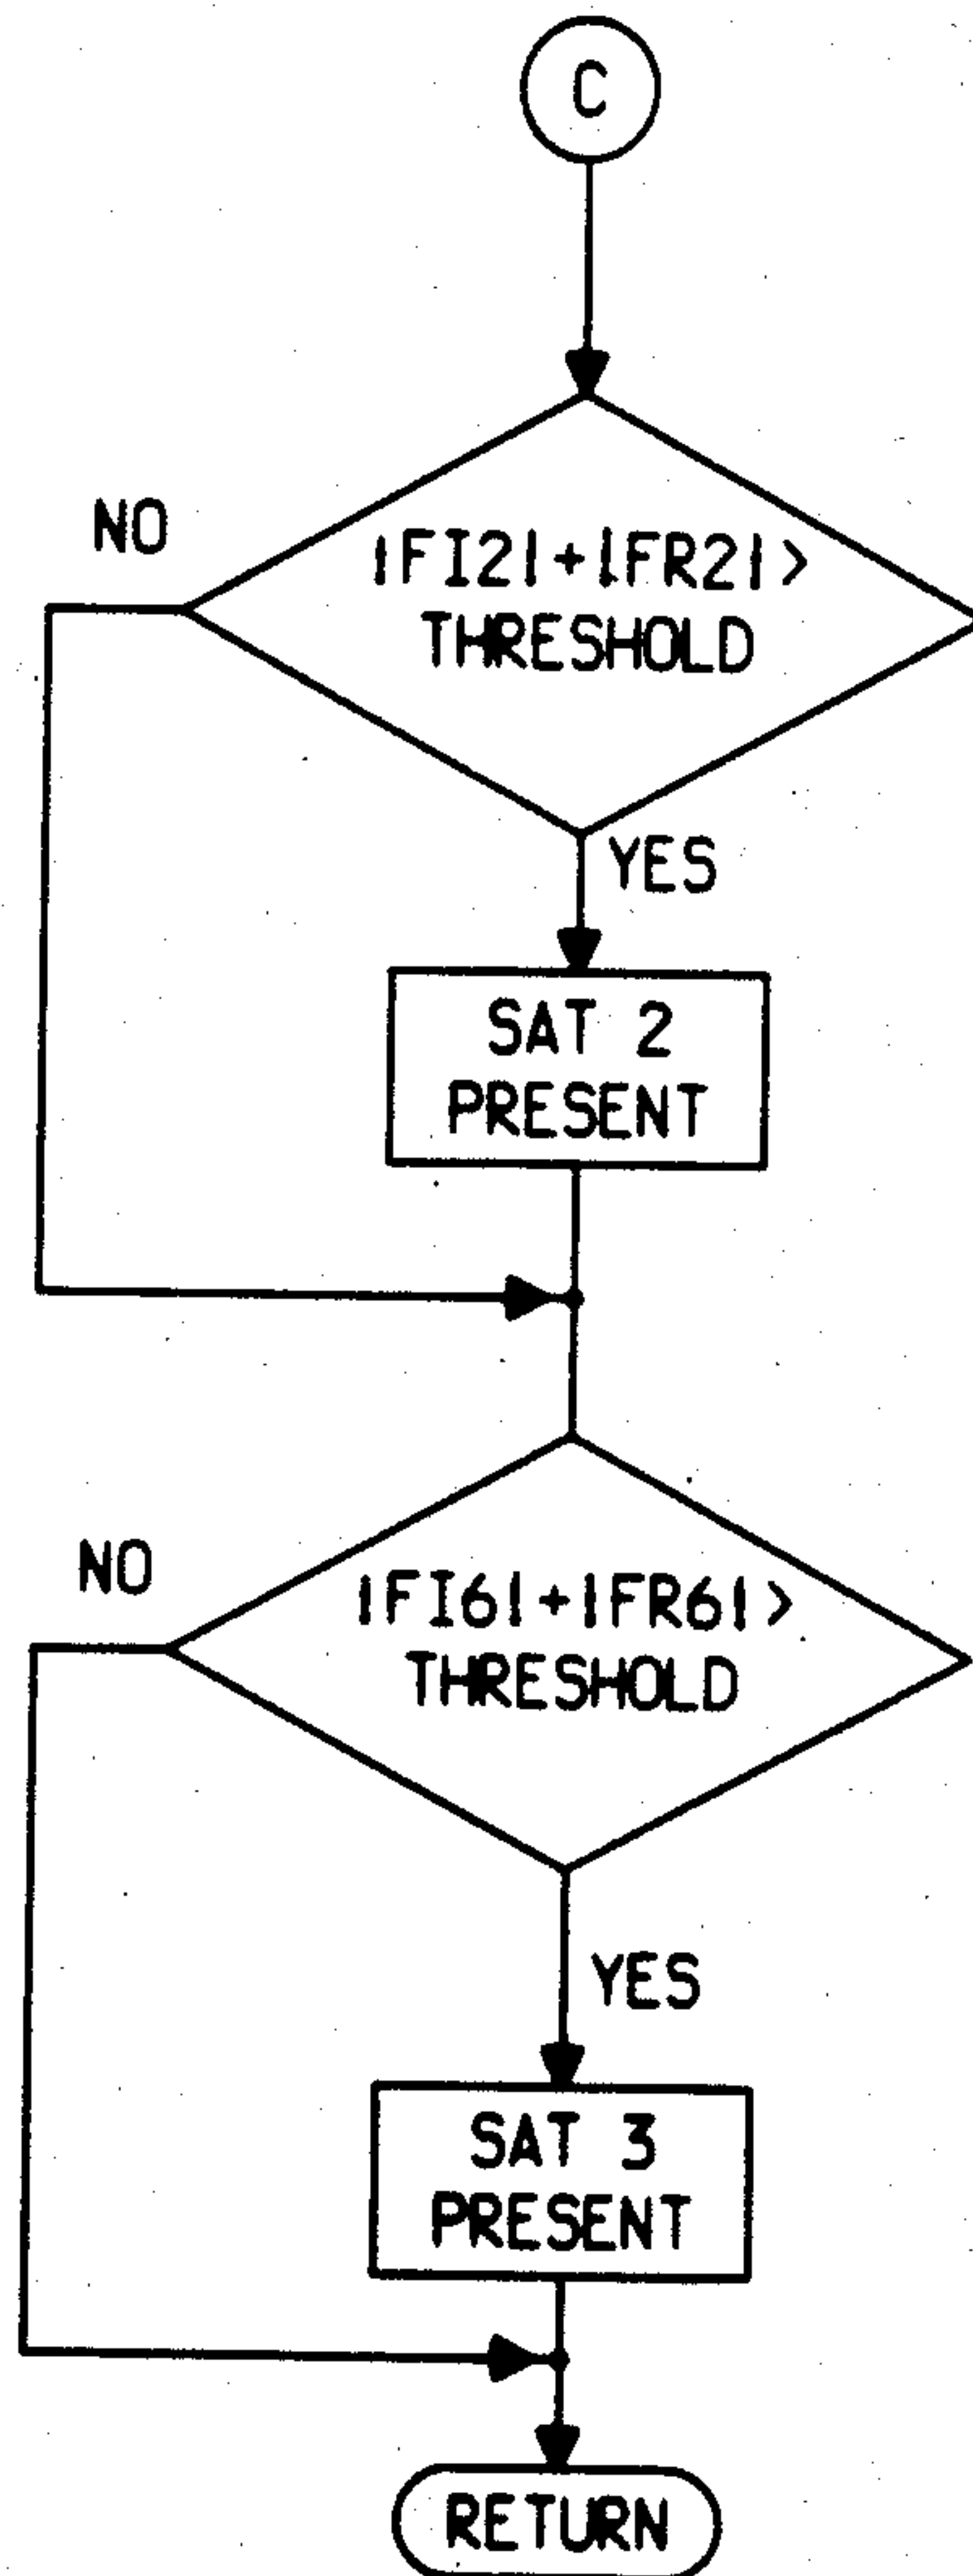 C
NO
|FI2|+|FR2|>
THRESHOLD
YES
SAT 2
PRESENT
NO
|FI6|+|FR6|>
THRESHOLD
YES
SAT 3
PRESENT
RETURN